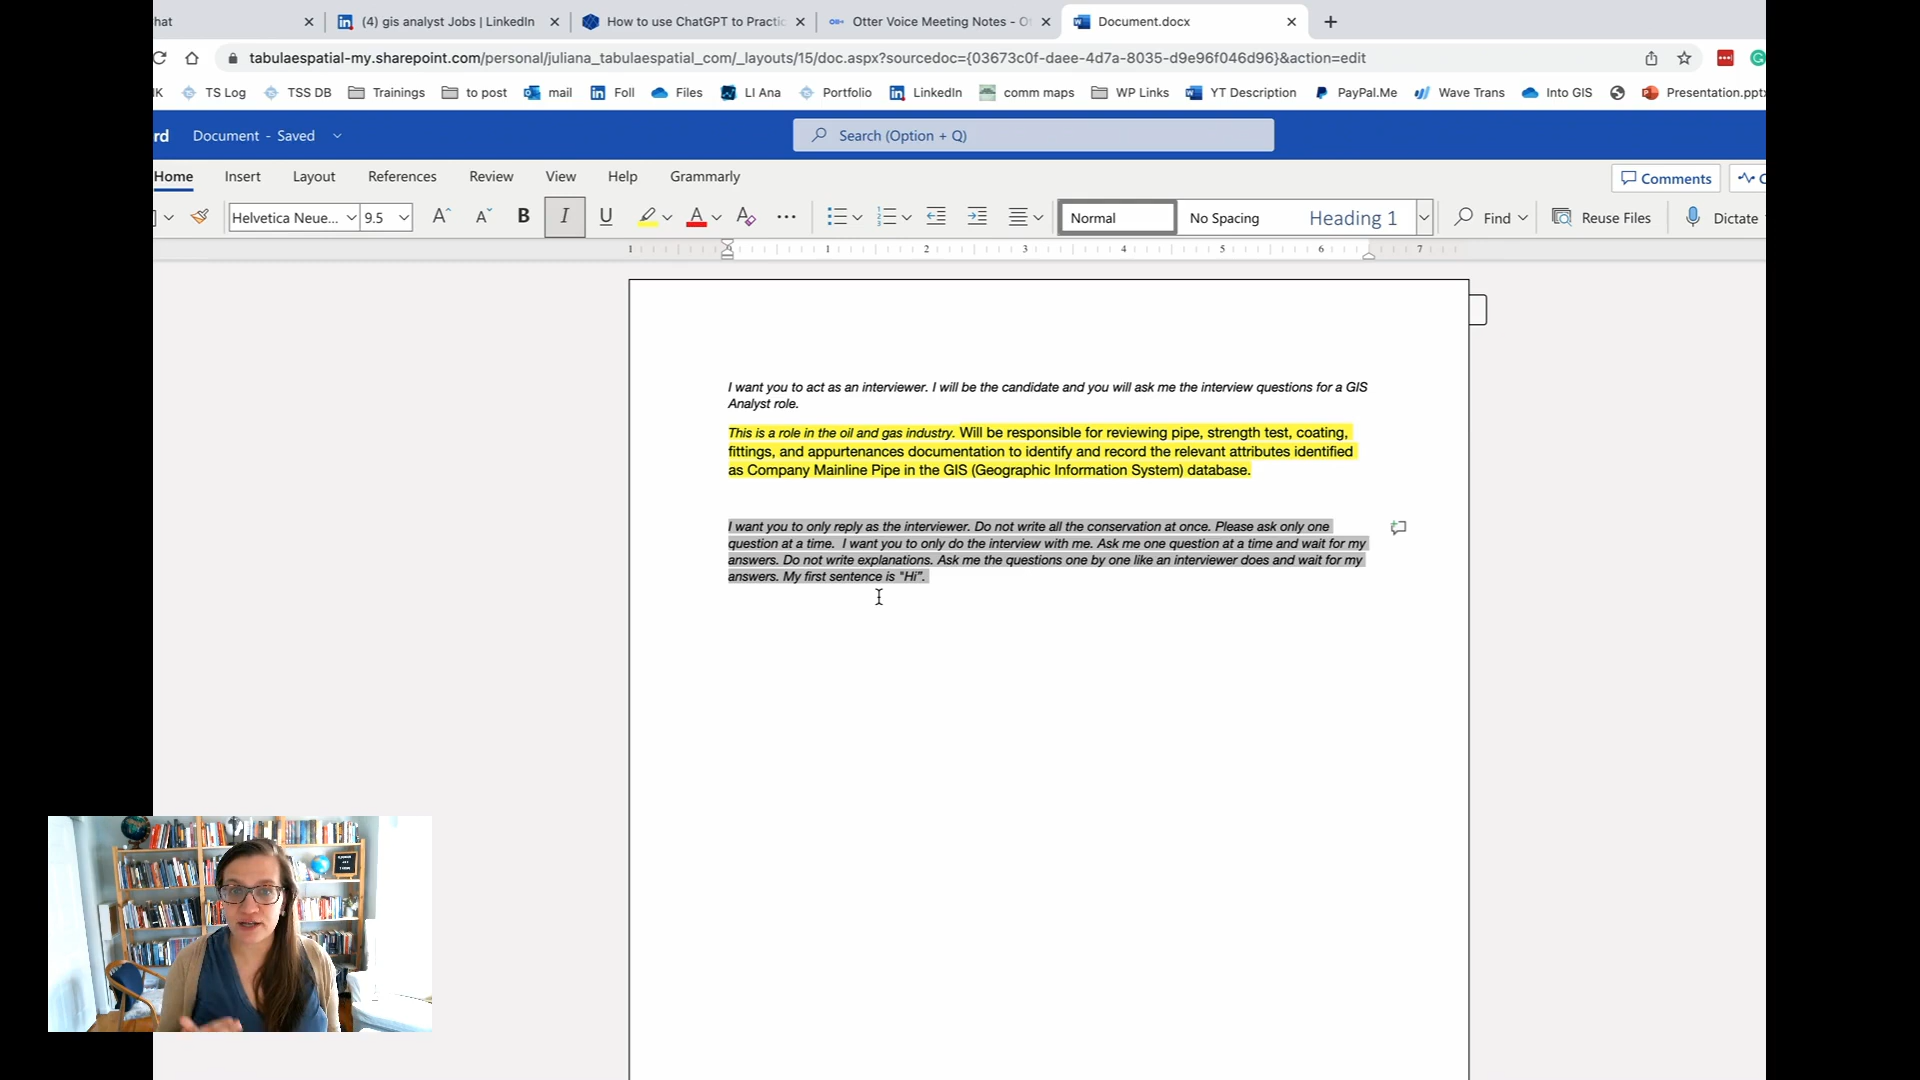 hat
(4) gis analyst Jobs | LinkedIn
How to use ChatGPT to Practic
Otter Voice Meeting Notes - O
Document.docx
tabulaespatial-my.sharepoint.com/personal/juliana_tabulaespatial_com/_layouts/15/doc.aspx?sourcedoc={03673c0f-daee-4d7a-8035-d9e96f046d96}&action=edit
K TS Log TSS DB Trainings to post mail Foll Files LI Ana Portfolio LinkedIn comm maps WP Links YT Description PayPal.Me Wave Trans Into GIS Presentation.pptx
rd Document - Saved Search (Option + Q)
Home Insert Layout References Review View Help Grammarly Comments
Helvetica Neue... 9.5 B I U Normal No Spacing Heading 1 Find Reuse Files Dictate
1 1 2 3 4 5 6 7
I want you to act as an interviewer. I will be the candidate and you will ask me the interview questions for a GIS
Analyst role.
This is a role in the oil and gas industry. Will be responsible for reviewing pipe, strength test, coating,
fittings, and appurtenances documentation to identify and record the relevant attributes identified
as Company Mainline Pipe in the GIS (Geographic Information System) database.
I want you to only reply as the interviewer. Do not write all the conservation at once. Please ask only one
question at a time. I want you to only do the interview with me. Ask me one question at a time and wait for my
answers. Do not write explanations. Ask me the questions one by one like an interviewer does and wait for my
answers. My first sentence is "Hi".